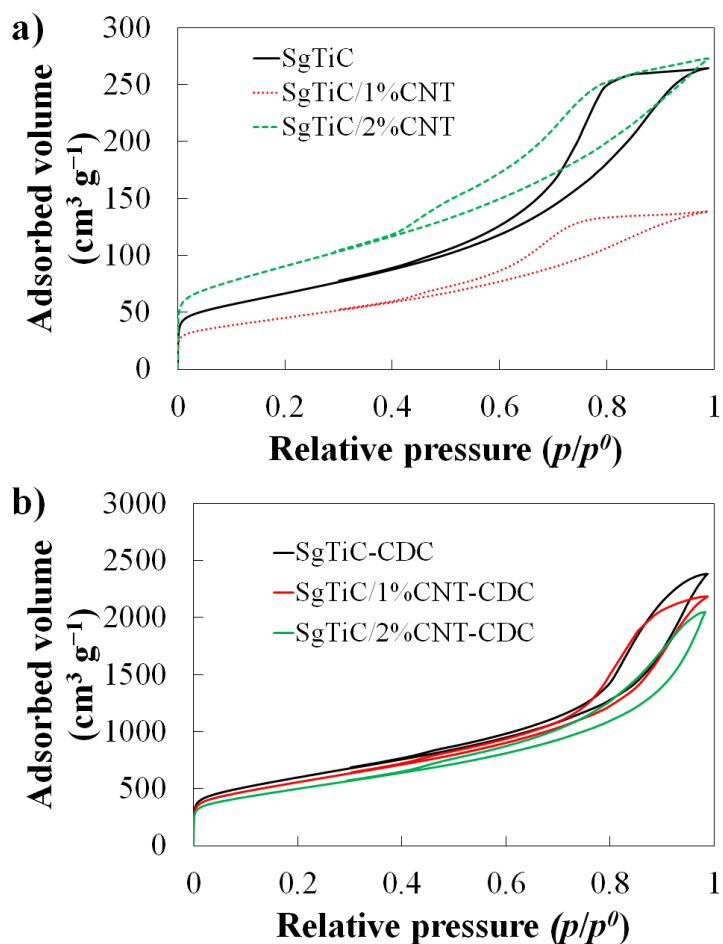 a)
300
250
200
150
100
50
0
Adsorbed volume
(cm³ g⁻¹)
SgTiC
SgTiC/1%CNT
SgTiC/2%CNT
0 0.2 0.4 0.6 0.8 1
Relative pressure (p/p⁰)
b)
3000
2500
2000
1500
1000
500
0
Adsorbed volume
(cm³ g⁻¹)
SgTiC-CDC
SgTiC/1%CNT-CDC
SgTiC/2%CNT-CDC
0 0.2 0.4 0.6 0.8 1
Relative pressure (p/p⁰)